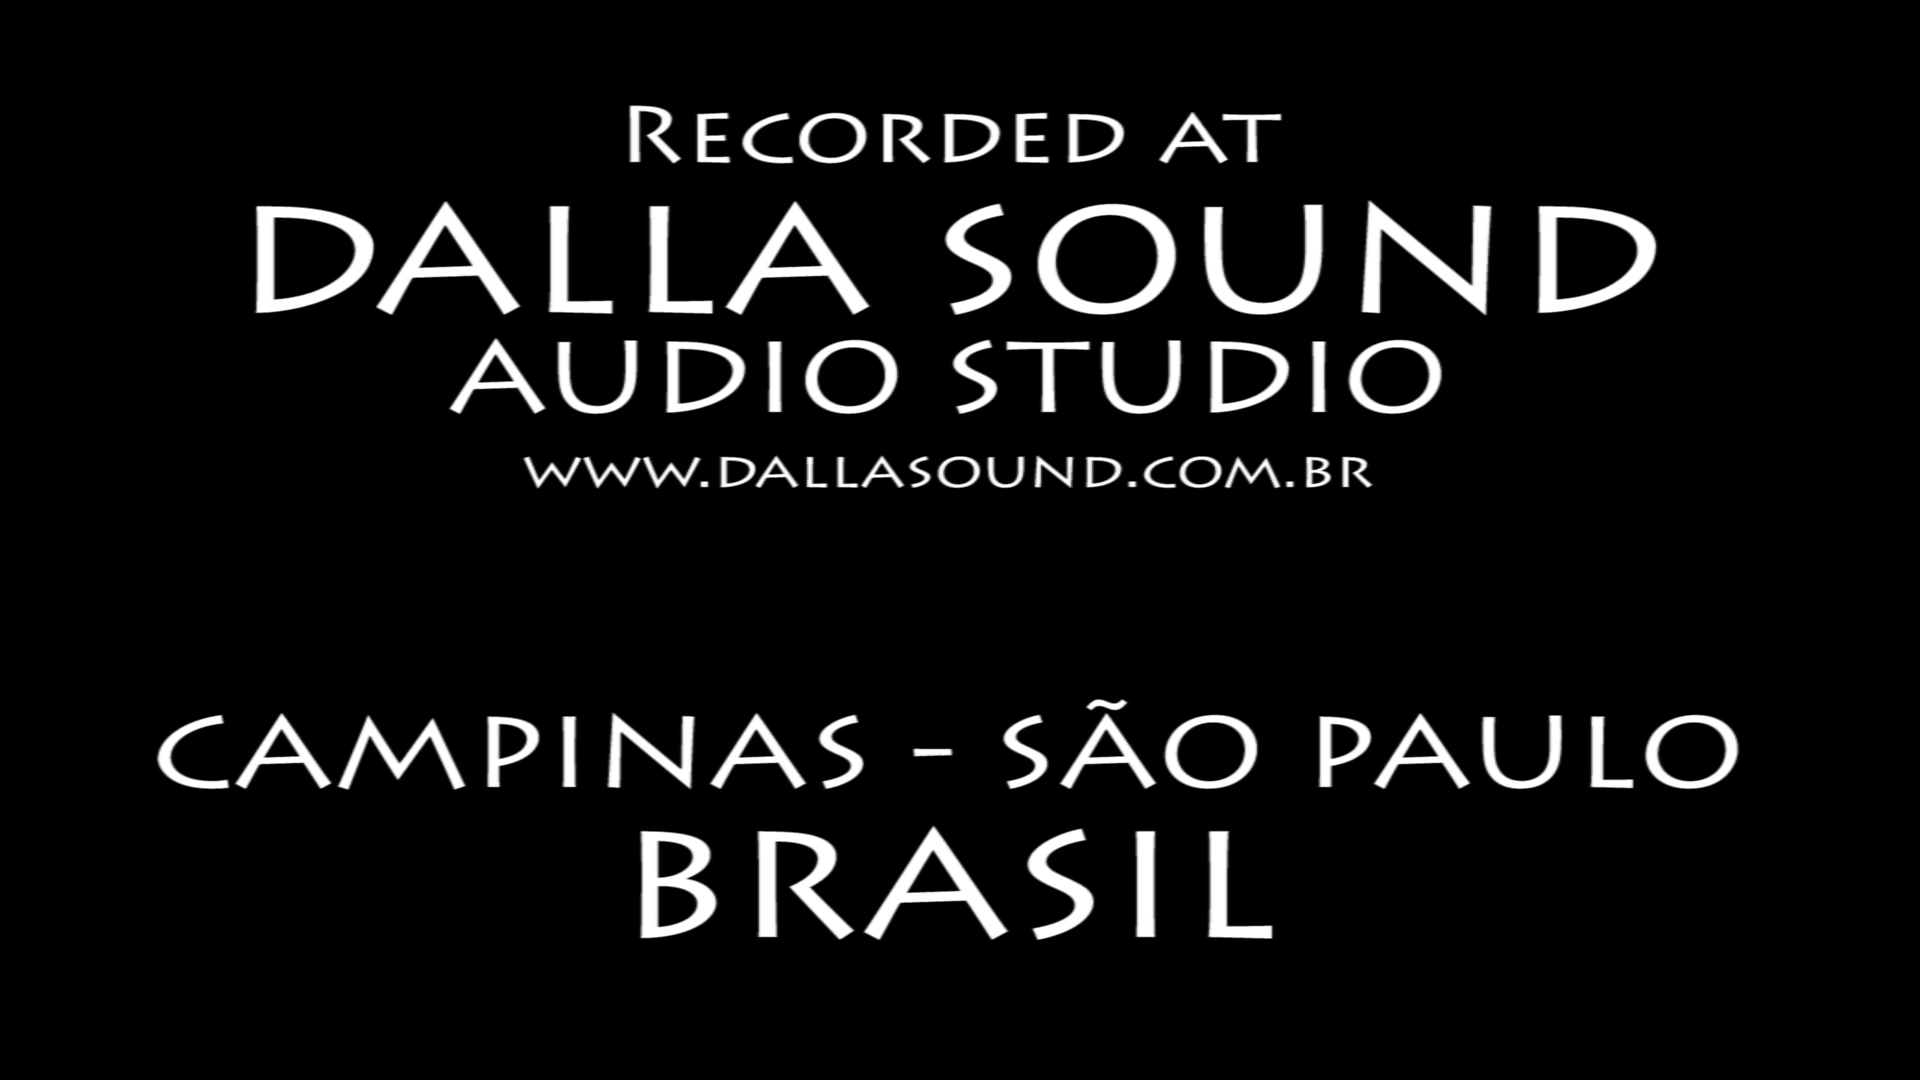 Recorded at
DALLA SOUND
AUDIO STUDIO
www.dallasound.com.br
CAMPINAS - SÃO PAULO
BRASIL